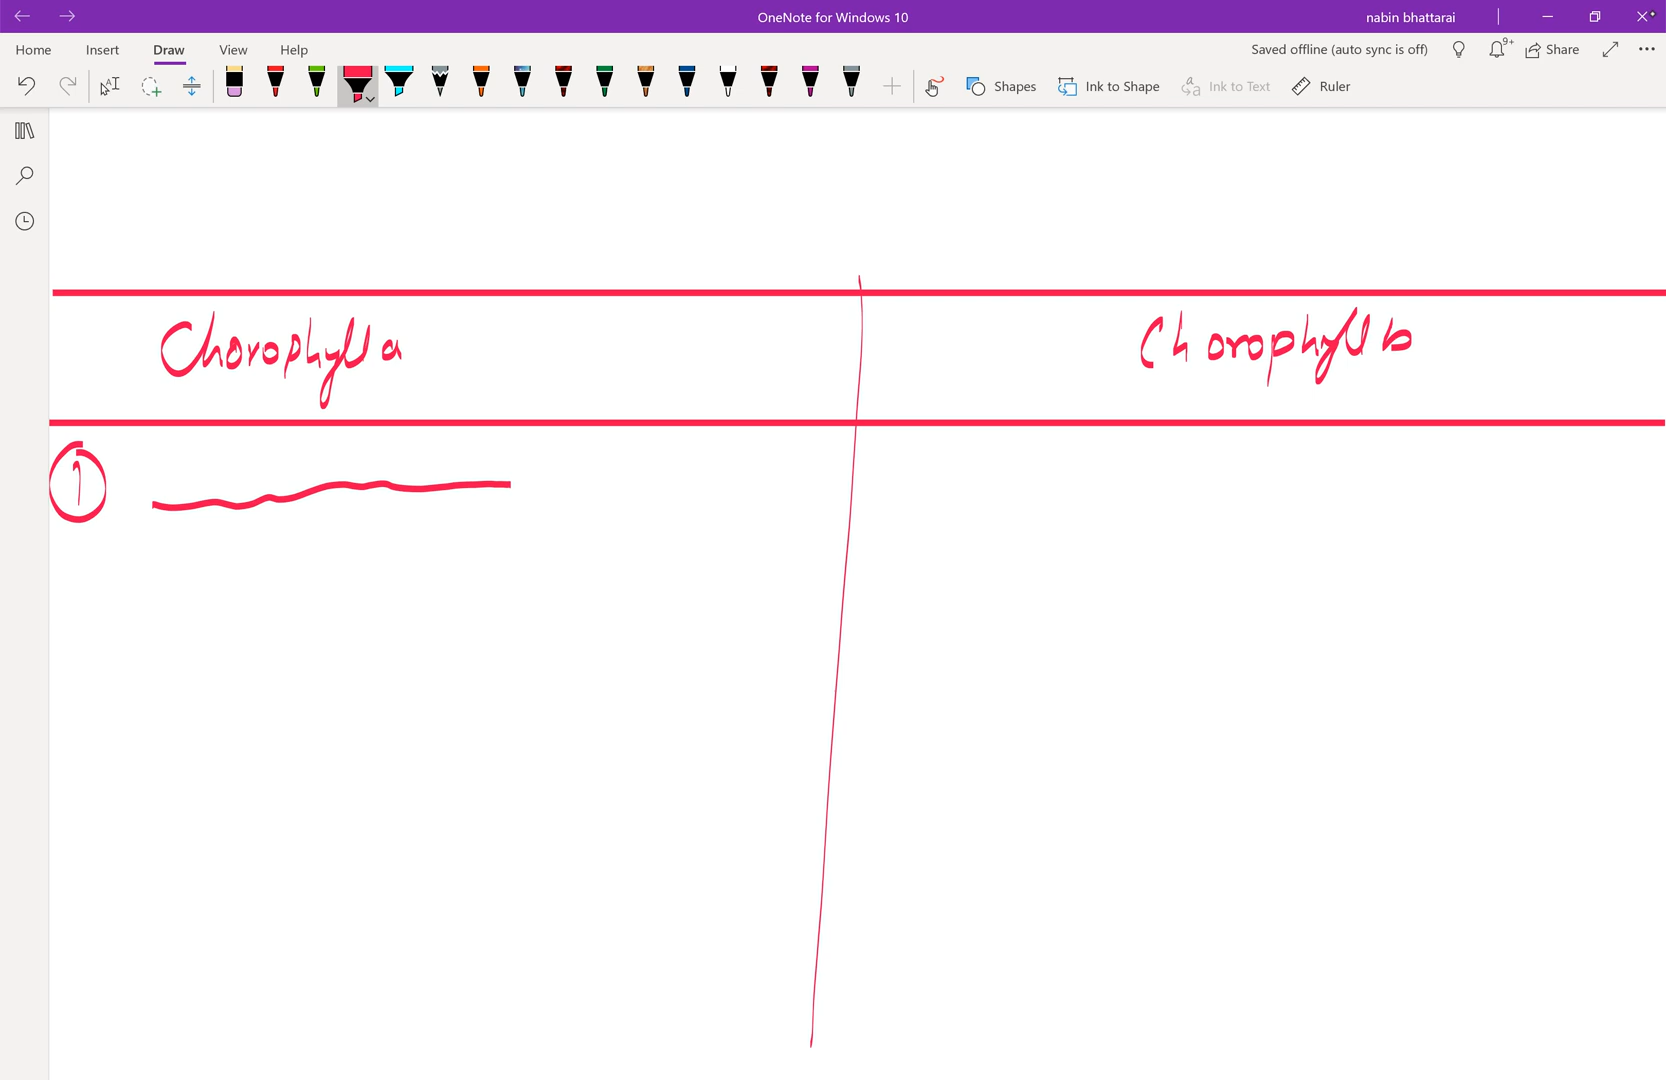 OneNote for Windows 10
nabin bhattarai
Home Insert Draw View Help
Saved offline (auto sync is off)
9+
Share
Shapes
Ink to Shape
Ink to Text
Ruler
Chorophyll a
Chorophyll b
1